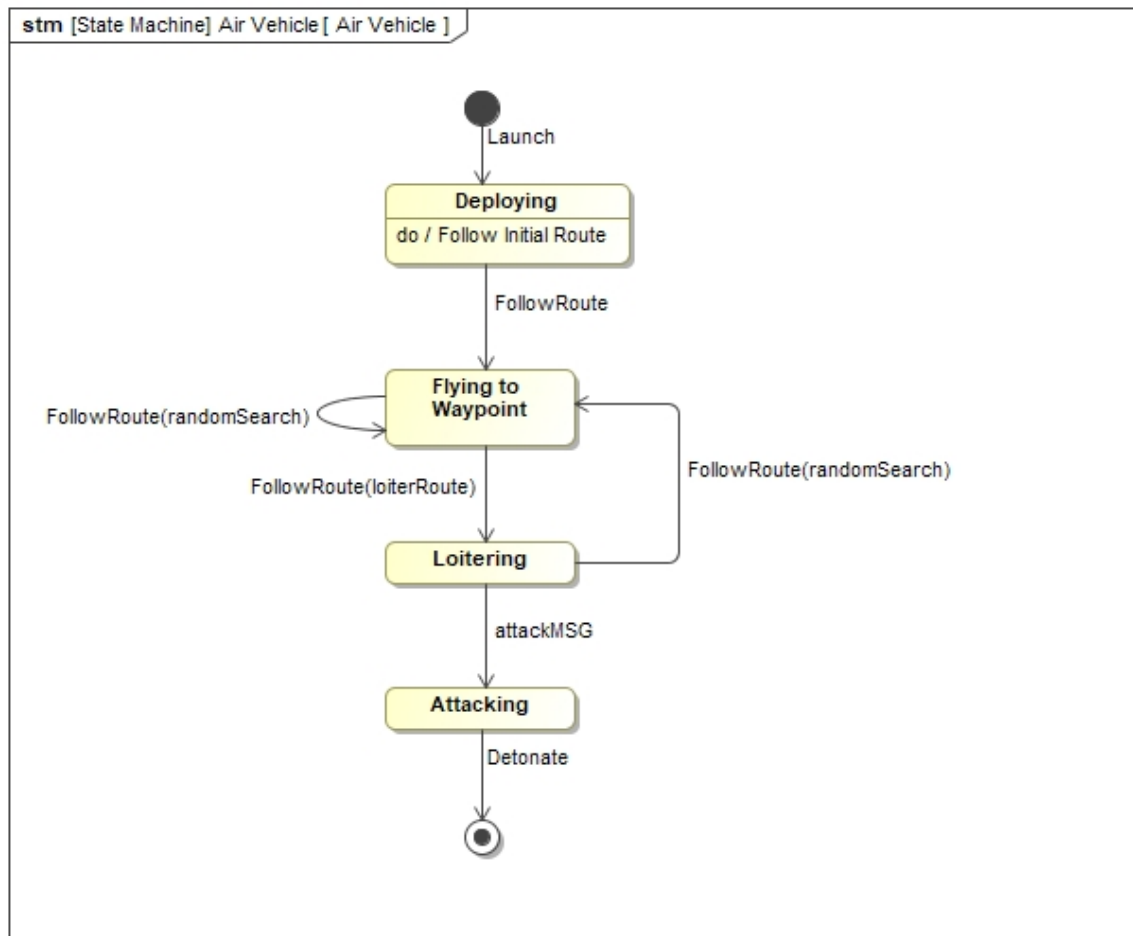 stm [State Machine] Air Vehicle [ Air Vehicle ]
Launch
Deploying
do / Follow Initial Route
FollowRoute
Flying to
Waypoint
FollowRoute(randomSearch)
FollowRoute(randomSearch)
FollowRoute(loiterRoute)
Loitering
attackMSG
Attacking
Detonate